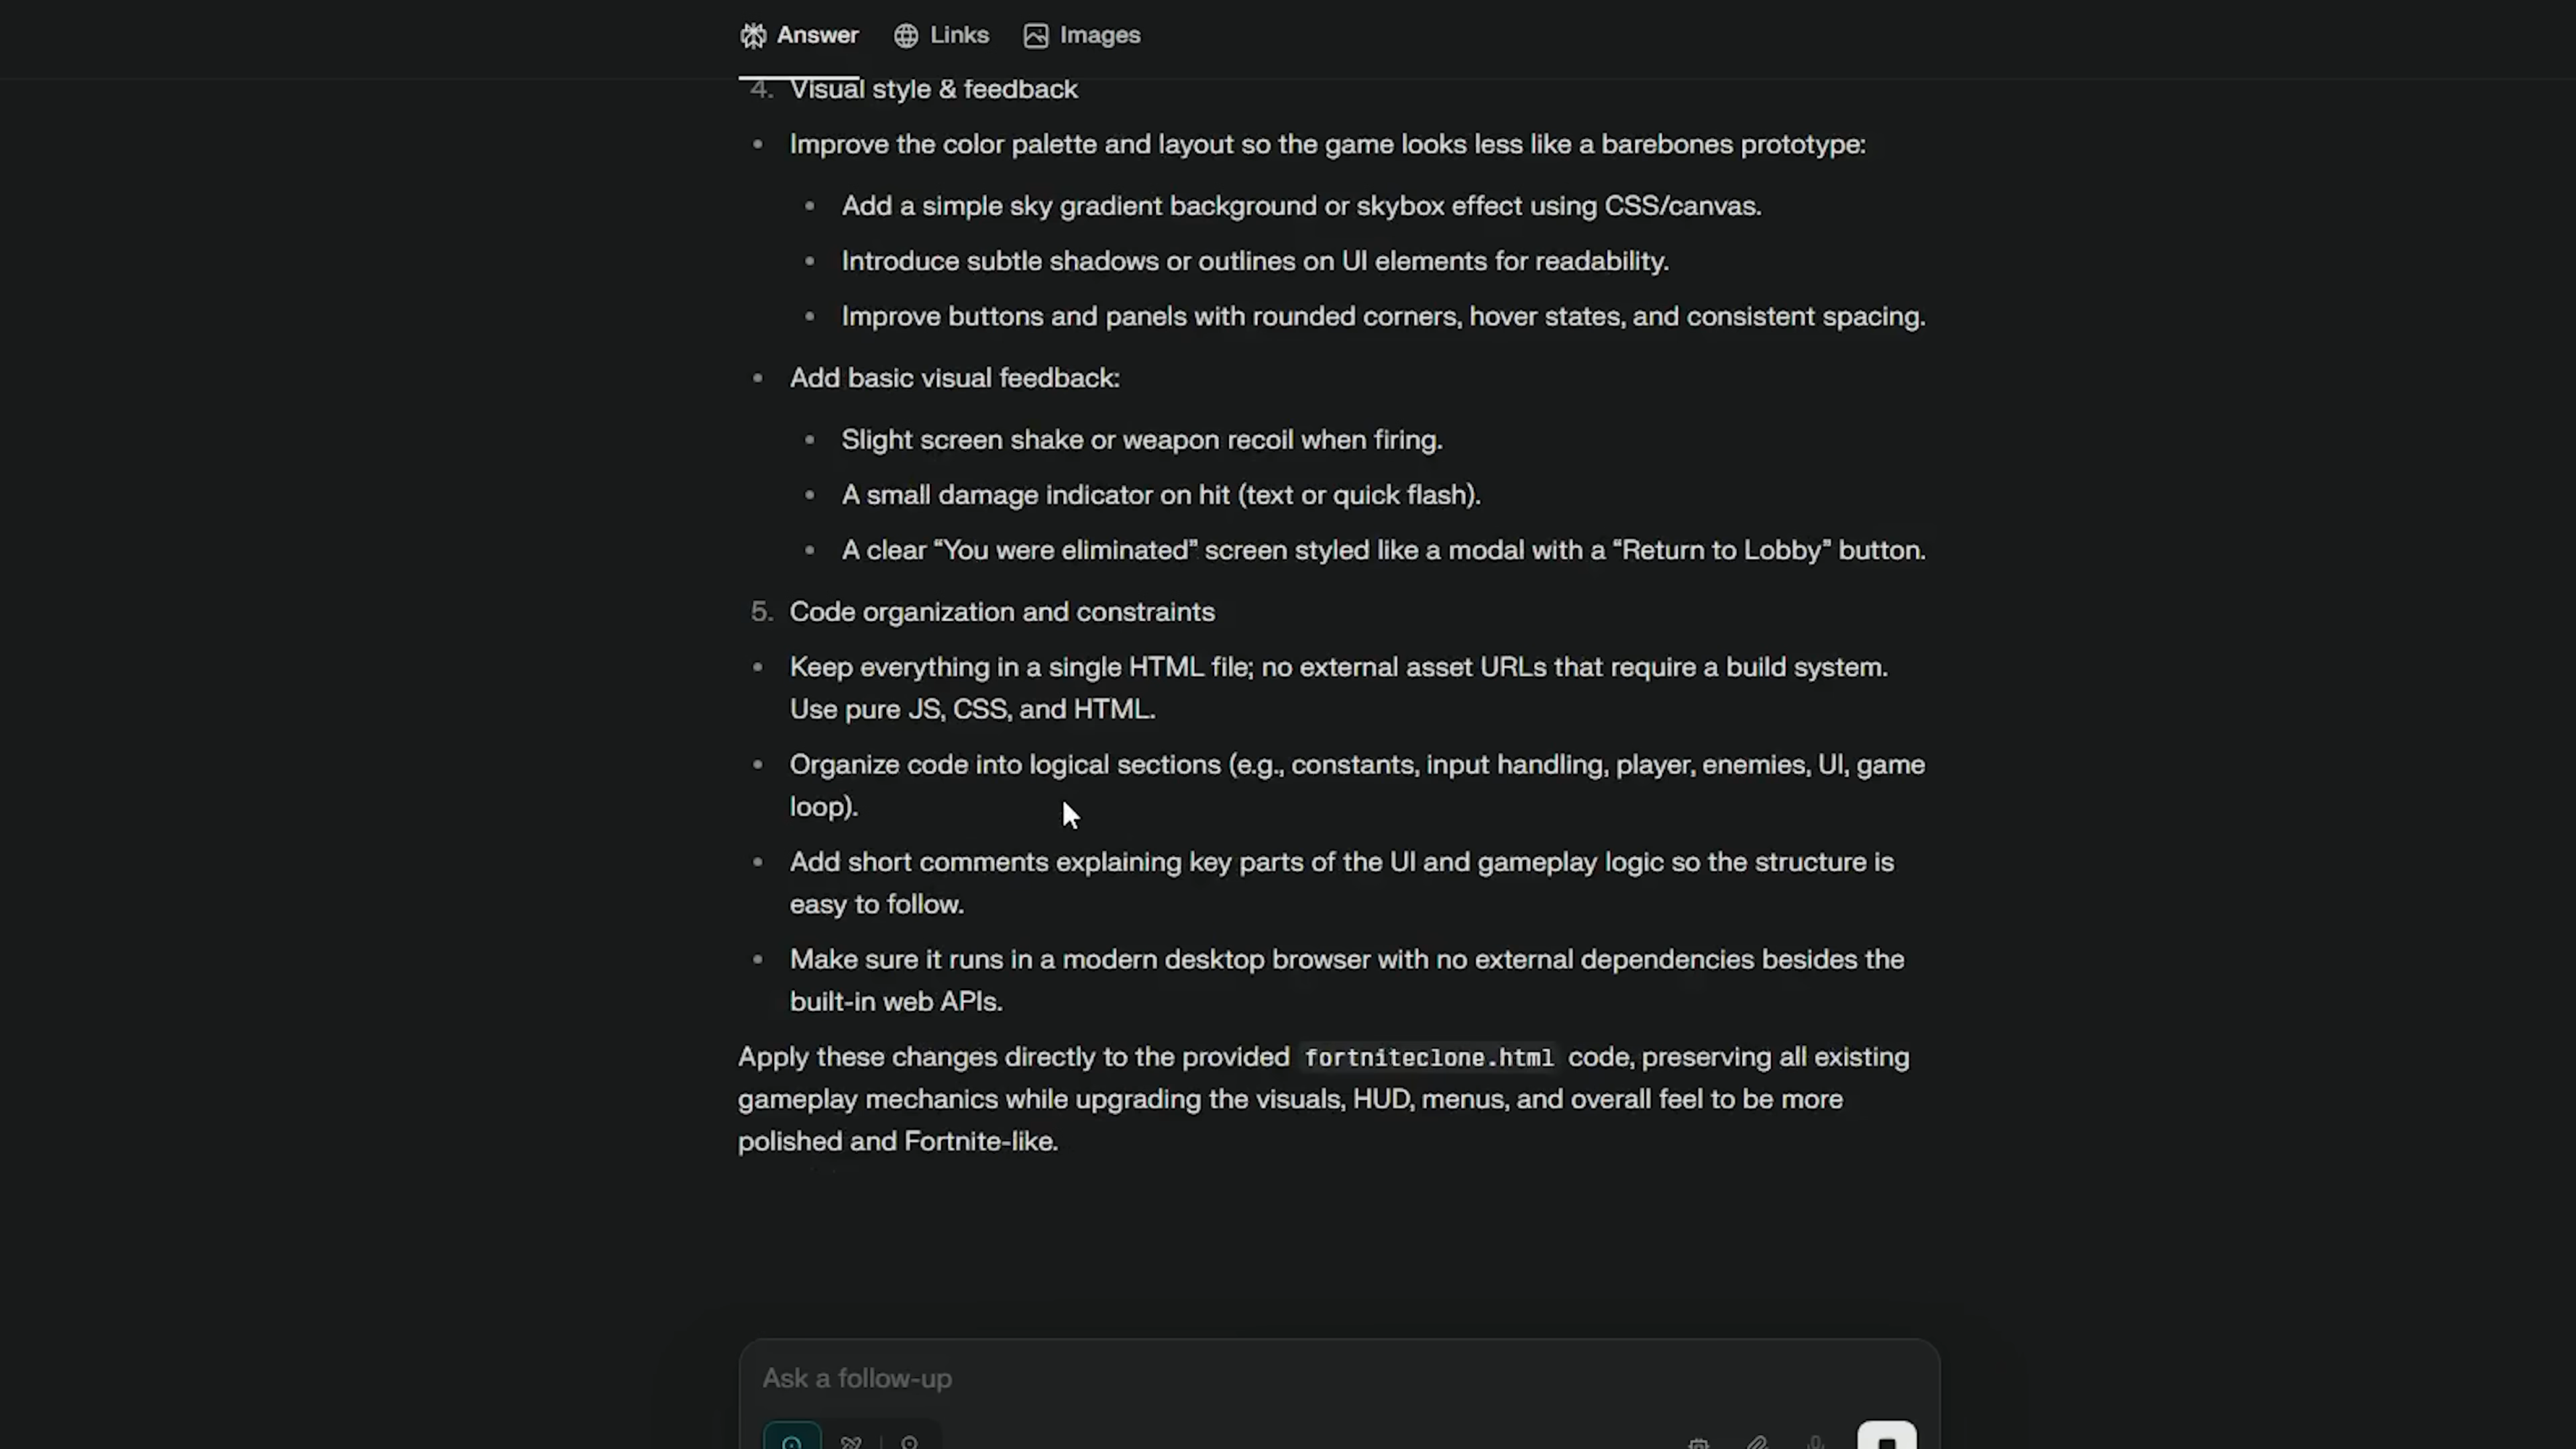 Answer Links Images
4. Visual style & feedback
• Improve the color palette and layout so the game looks less like a barebones prototype:
• Add a simple sky gradient background or skybox effect using CSS/canvas.
• Introduce subtle shadows or outlines on UI elements for readability.
• Improve buttons and panels with rounded corners, hover states, and consistent spacing.
• Add basic visual feedback:
• Slight screen shake or weapon recoil when firing.
• A small damage indicator on hit (text or quick flash).
• A clear “You were eliminated” screen styled like a modal with a “Return to Lobby” button.
5. Code organization and constraints
• Keep everything in a single HTML file; no external asset URLs that require a build system.
Use pure JS, CSS, and HTML.
• Organize code into logical sections (e.g., constants, input handling, player, enemies, UI, game
loop).
• Add short comments explaining key parts of the UI and gameplay logic so the structure is
easy to follow.
• Make sure it runs in a modern desktop browser with no external dependencies besides the
built-in web APIs.
Apply these changes directly to the provided fortniteclone.html code, preserving all existing
gameplay mechanics while upgrading the visuals, HUD, menus, and overall feel to be more
polished and Fortnite-like.
Ask a follow-up